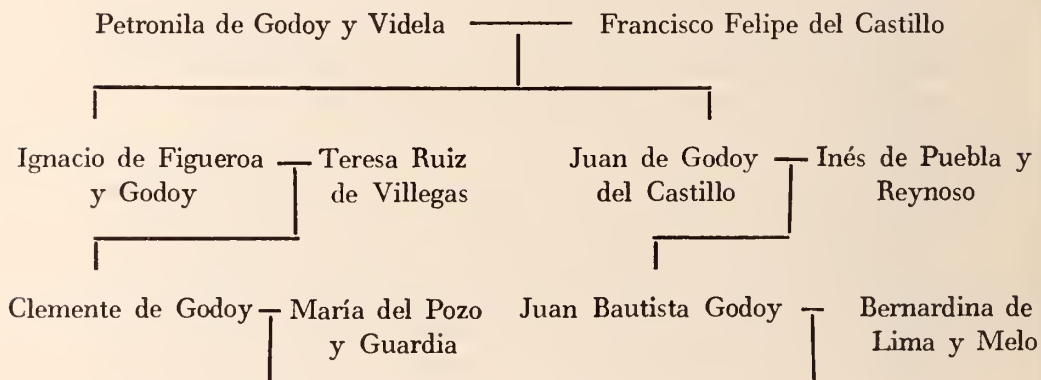 Petronila de Godoy y Videla Francisco Felipe del Castillo
Ignacio de Figueroa
y Godoy
Teresa Ruiz
de Villegas
Juan de Godoy
del Castillo
Inés de Puebla y
Reynoso
Clemente de Godoy
María del Pozo
y Guardia
Juan Bautista Godoy
Bernardina de
Lima y Melo